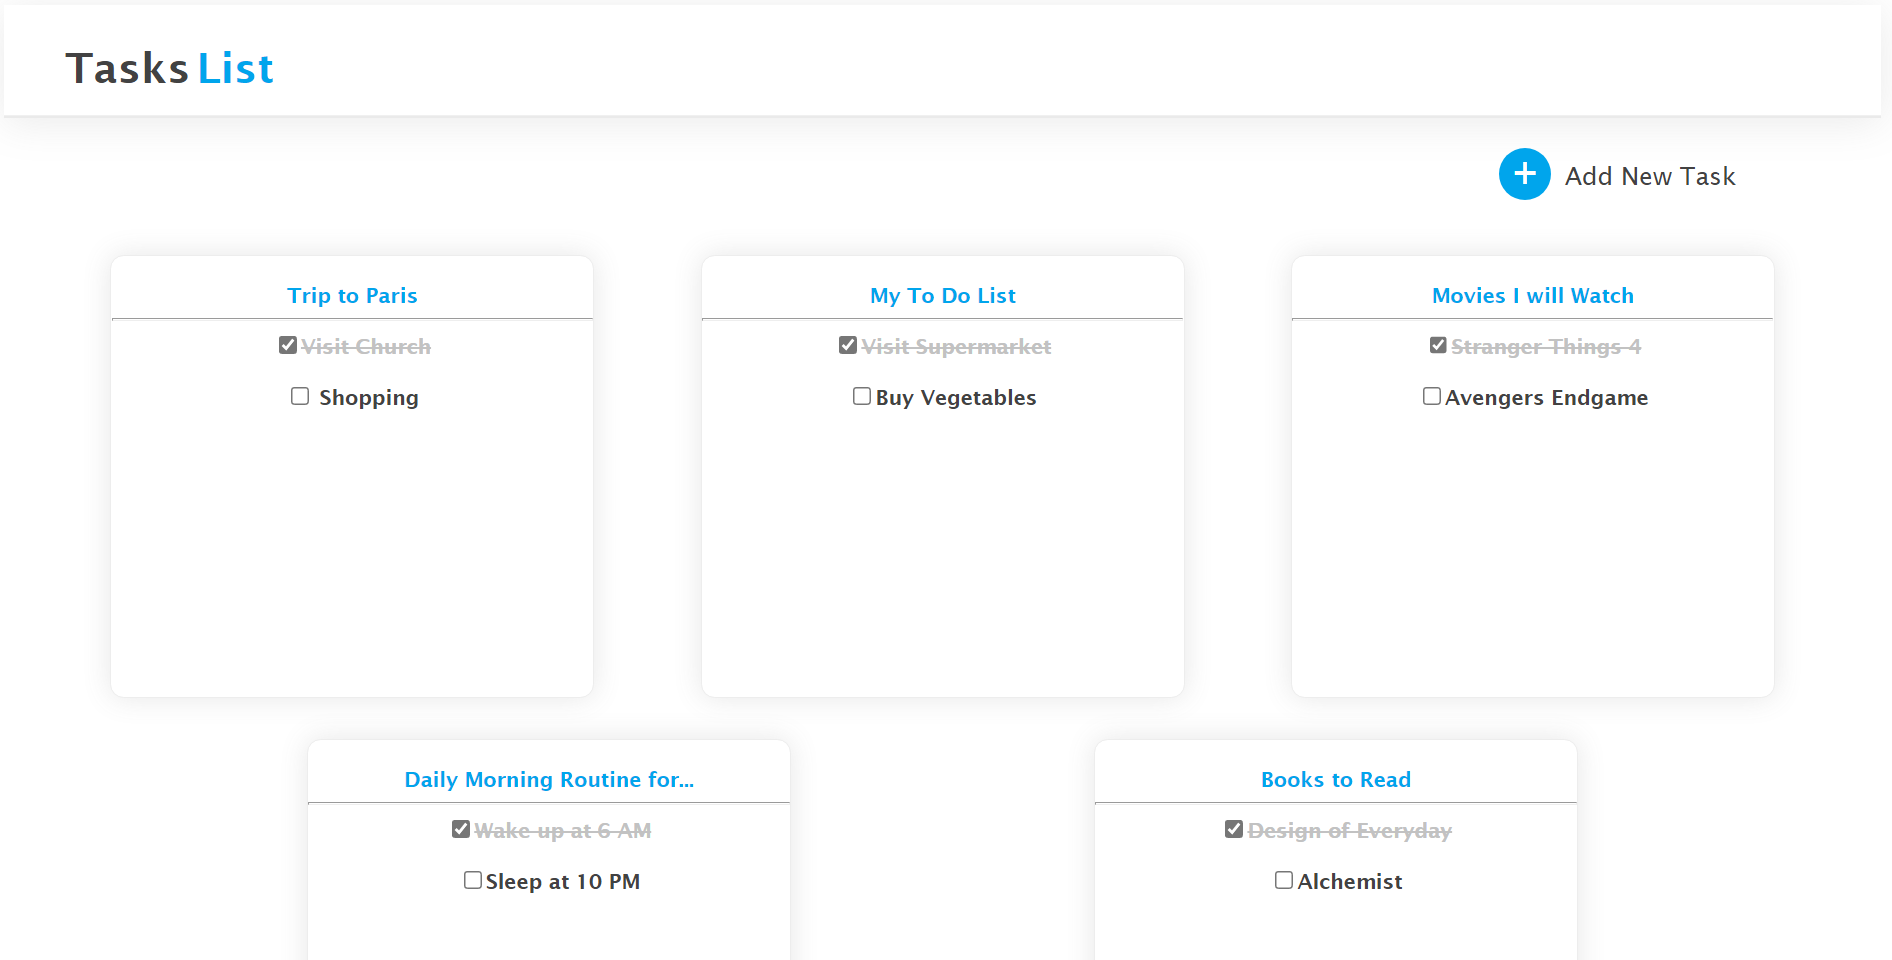 Tasks List
Add New Task
Trip to Paris
Visit Church
Shopping
My To Do List
Visit Supermarket
Buy Vegetables
Movies I will Watch
Stranger Things 4
Avengers Endgame
Daily Morning Routine for...
Wake up at 6 AM
Sleep at 10 PM
Books to Read
Design of Everyday
Alchemist